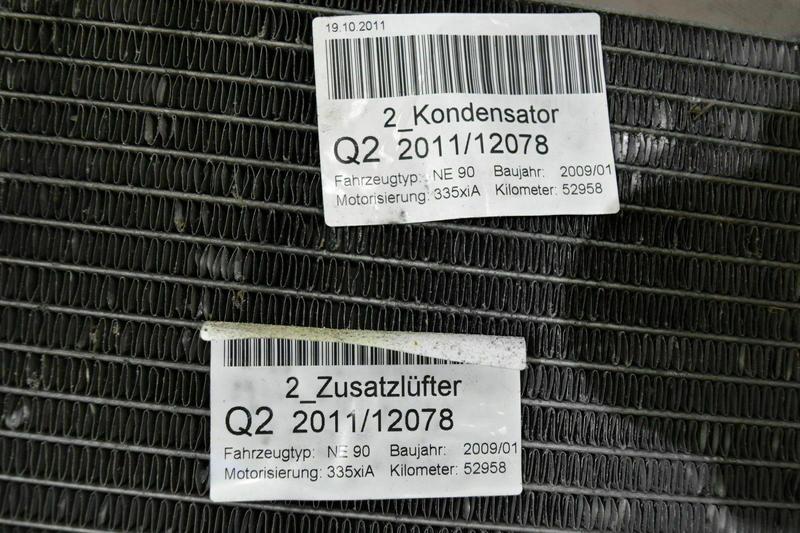 19.10.2011
2_Kondensator
Q2 2011/12078
Fahrzeugtyp: NE 90 Baujahr: 2009/01
Motorisierung: 335xiA Kilometer: 52958
2_Zusatzlüfter
Q2 2011/12078
Fahrzeugtyp: NE 90 Baujahr: 2009/01
Motorisierung: 335xiA Kilometer: 52958